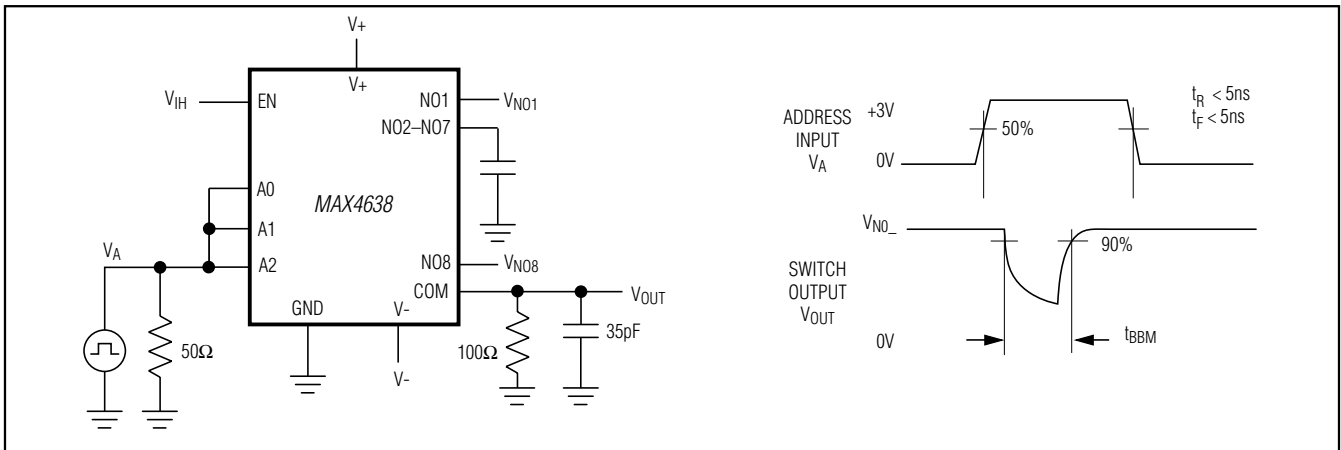 V+
V+
VIH
EN
NO1
VNO1
NO2–NO7
A0
MAX4638
A1
VA
A2
NO8
VNO8
COM
VOUT
GND
V-
50Ω
100Ω
35pF
V-
ADDRESS
INPUT
VA
+3V
0V
50%
tR < 5ns
tF < 5ns
VN0_
90%
SWITCH
OUTPUT
VOUT
0V
tBBM